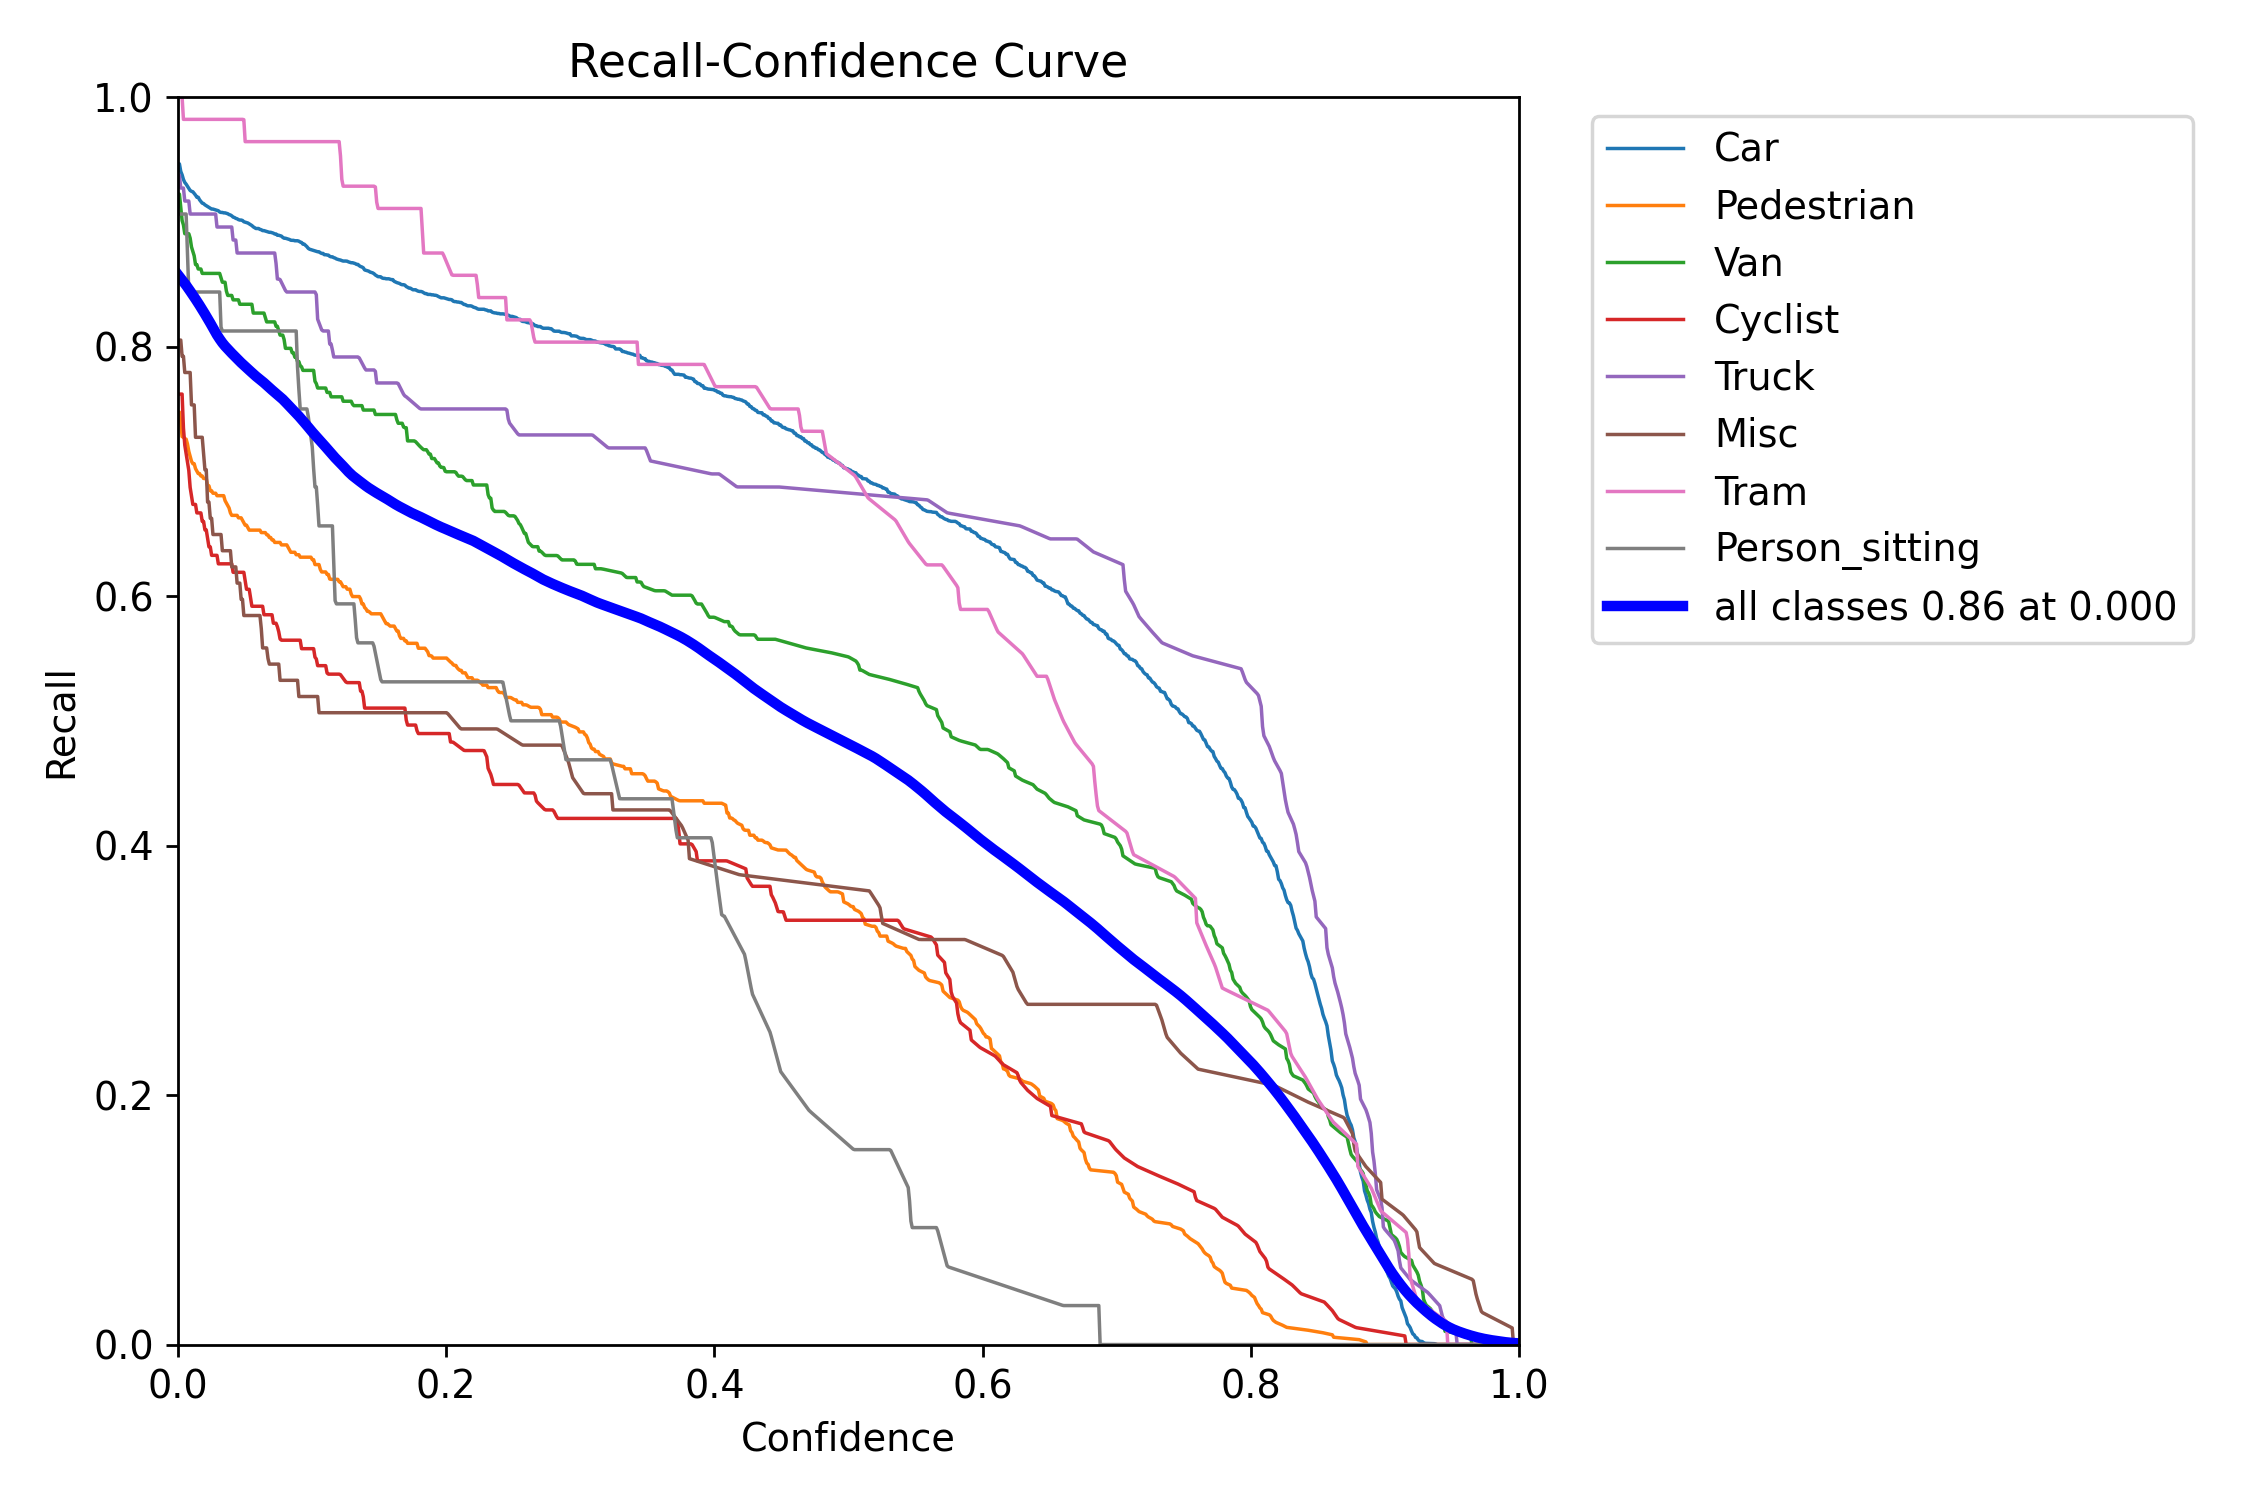 Recall-Confidence Curve
1.0
0.8
0.6
0.4
0.2
0.0
Recall
0.0 0.2 0.4 0.6 0.8 1.0
Confidence
Car
Pedestrian
Van
Cyclist
Truck
Misc
Tram
Person_sitting
all classes 0.86 at 0.000